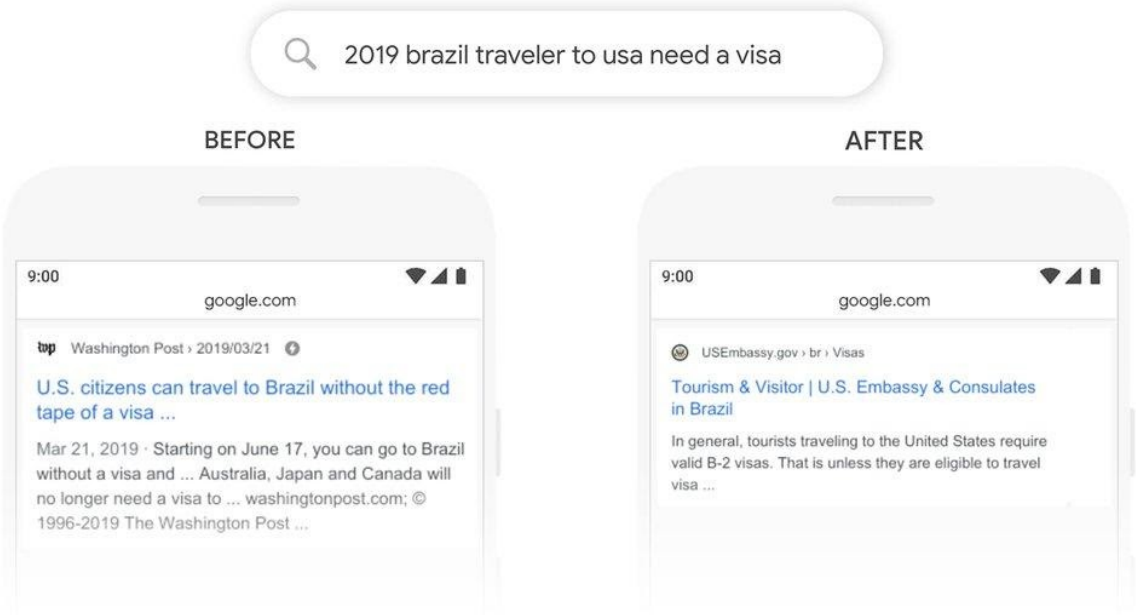 2019 brazil traveler to usa need a visa
BEFORE
9:00
google.com
wp Washington Post › 2019/03/21
U.S. citizens can travel to Brazil without the red
tape of a visa ...
Mar 21, 2019 · Starting on June 17, you can go to Brazil
without a visa and ... Australia, Japan and Canada will
no longer need a visa to ... washingtonpost.com; ©
1996-2019 The Washington Post ...
AFTER
9:00
google.com
USEmbassy.gov › br › Visas
Tourism & Visitor | U.S. Embassy & Consulates
in Brazil
In general, tourists traveling to the United States require
valid B-2 visas. That is unless they are eligible to travel
visa ...